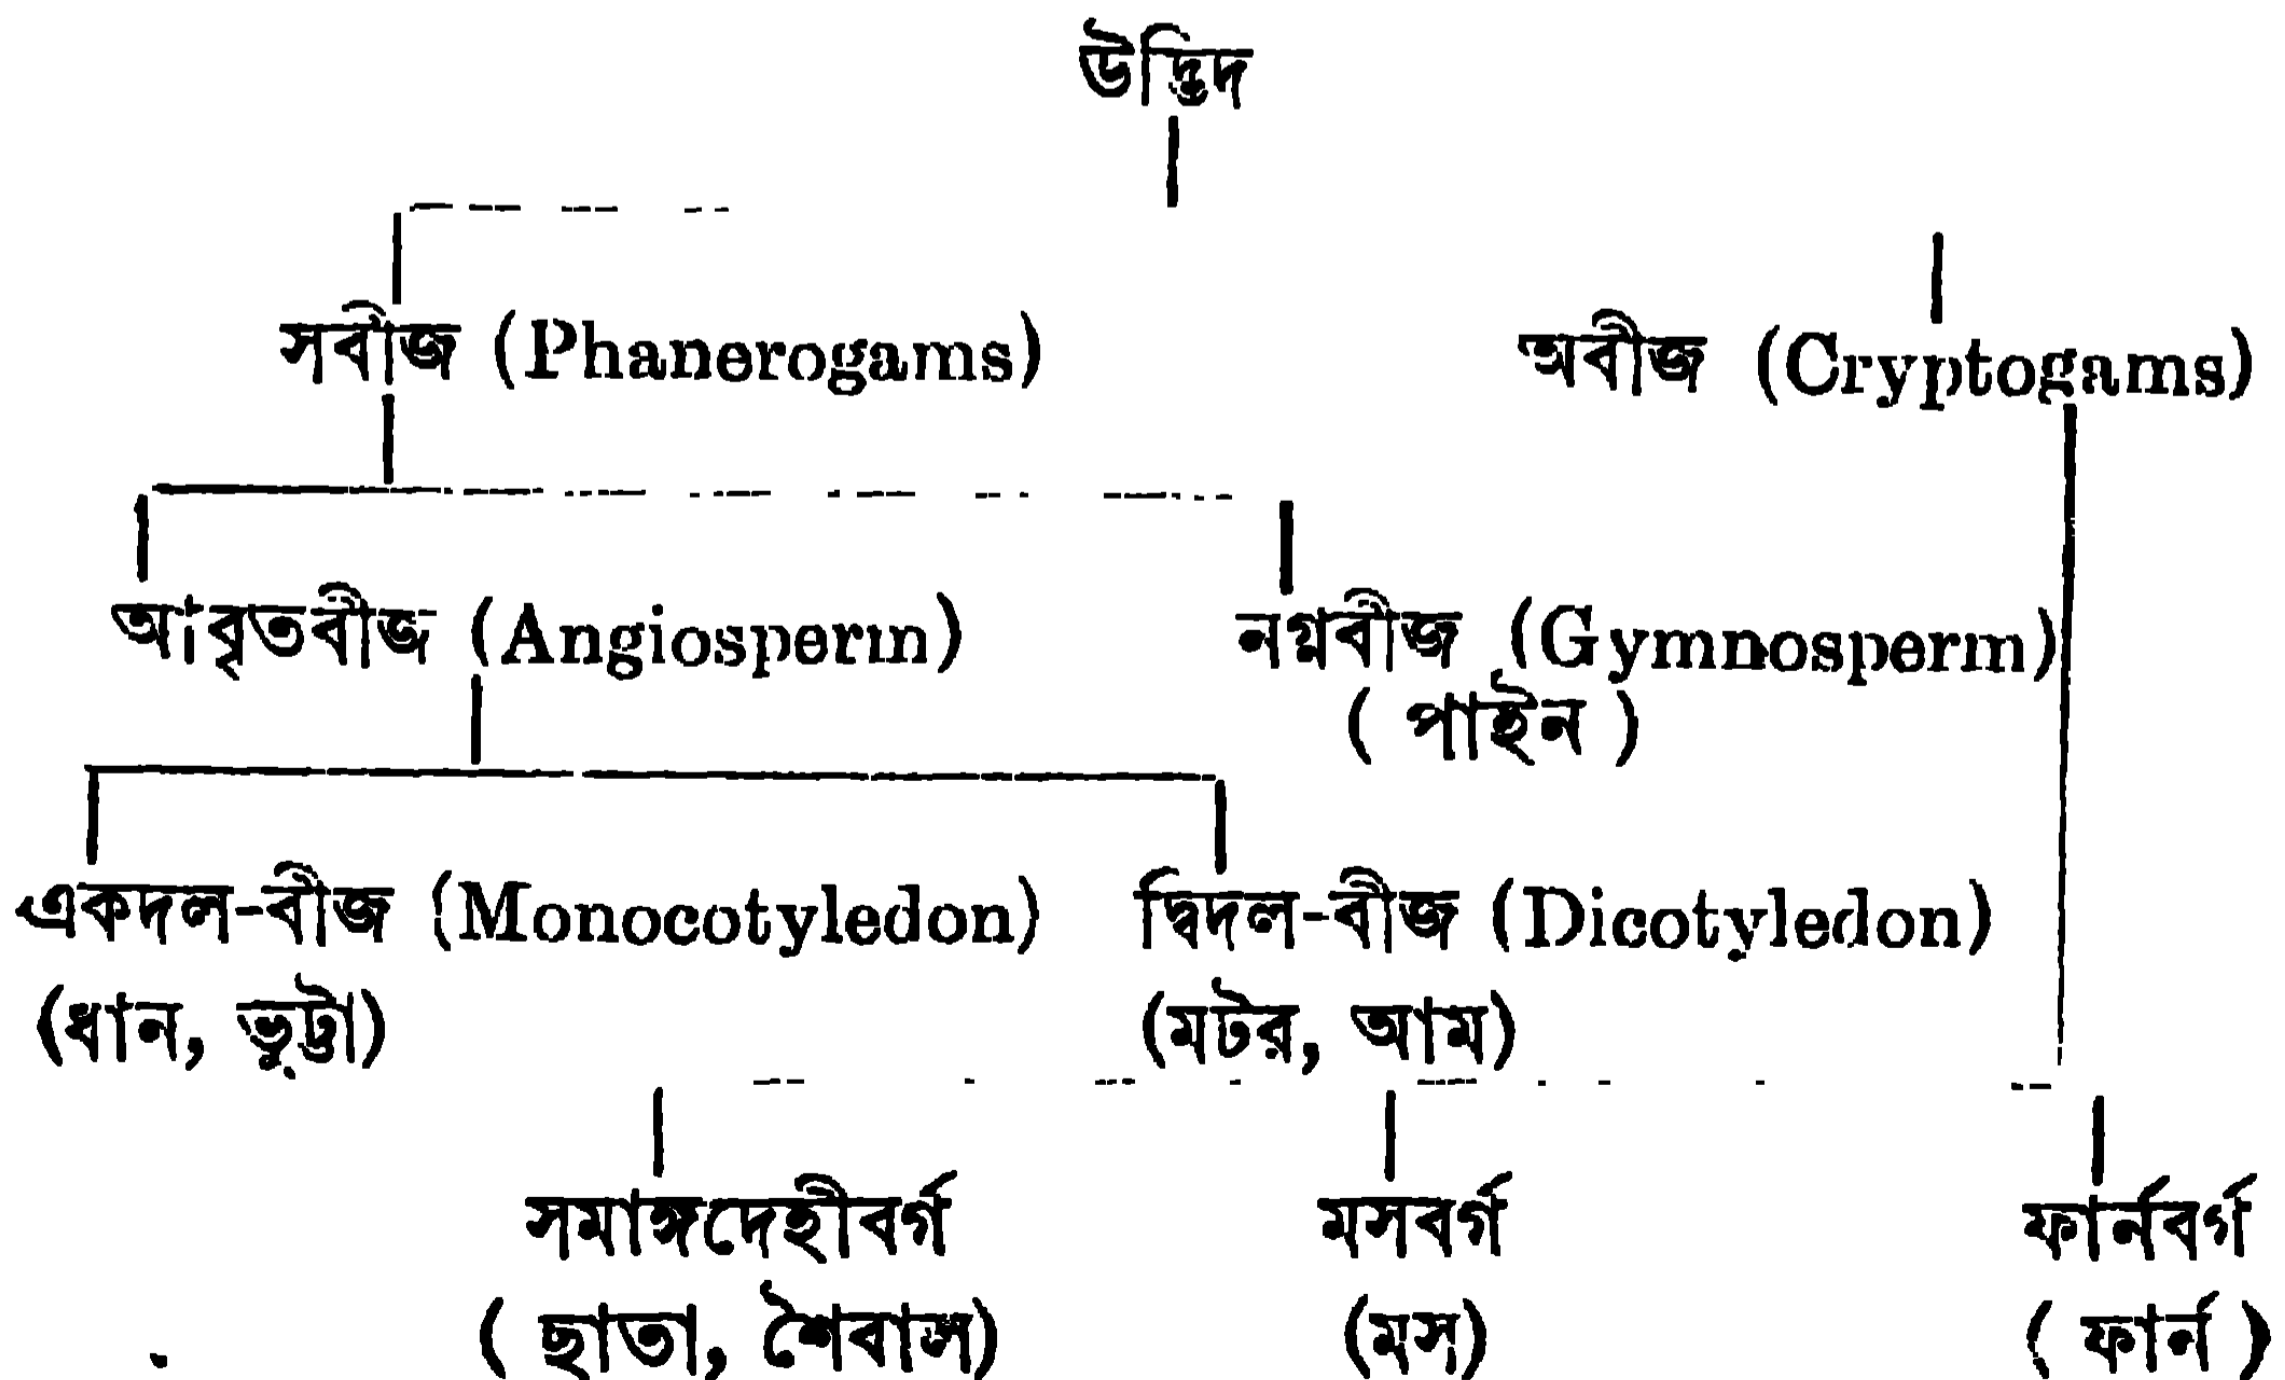 উদ্ভিদ
সবীজ (Phanerogams) অবীজ (Cryptogams)
আবৃতবীজ (Angiosperm) নগ্নবীজ (Gymnosperm)
( পাইন )
একদল-বীজ (Monocotyledon) দ্বিদল-বীজ (Dicotyledon)
(ধান, ভুট্টা) (মটর, আম)
সমাঙ্গদেহীবর্গ মসবর্গ ফার্নবর্গ
( ছাতা, শৈবাল) (মস) ( ফার্ন )